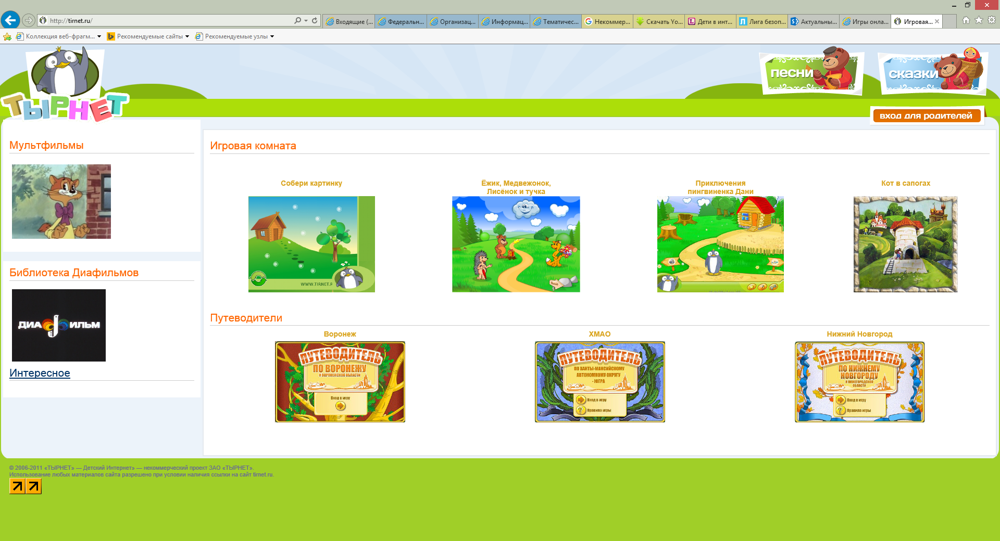 http://tirnet.ru/
Входящие (...
Федеральн...
Организац...
Информац...
Тематичес...
Некоммер...
Скачать Yo...
Дети в инт...
Лига безоп...
Актуальны...
Игры онла...
Игровая...
Коллекция веб-фрагм...
Рекомендуемые сайты
Рекомендуемые узлы
ТЫРНЕТ
песни
сказки
вход для родителей
Мультфильмы
Библиотека Диафильмов
ДИАфИЛЬМ
Интересное
Игровая комната
Собери картинку
Ёжик, Медвежонок,
Лисёнок и тучка
Приключения
пингвиненка Дани
Кот в сапогах
WWW.TIRNET.R
Путеводители
Воронеж
ХМАО
Нижний Новгород
ПУТЕВОДИТЕЛЬ
ПО ВОРОНЕЖУ
И ВОРОНЕЖСКОЙ ОБЛАСТИ
Вход в игру
ПУТЕВОДИТЕЛЬ
ПО ХАНТЫ-МАНСИЙСКОМУ
АВТОНОМНОМУ ОКРУГУ
- ЮГРА
Вход в игру
Правила игры
ПУТЕВОДИТЕЛЬ
ПО НИЖНЕМУ
НОВГОРОДУ
И НИЖЕГОРОДСКОЙ
ОБЛАСТИ
Вход в игру
Правила игры
© 2006-2011 «ТЫРНЕТ» — Детский Интернет» — некоммерческий проект ЗАО «ТЫРНЕТ».
Использование любых материалов сайта разрешено при условии наличия ссылки на сайт tirnet.ru.